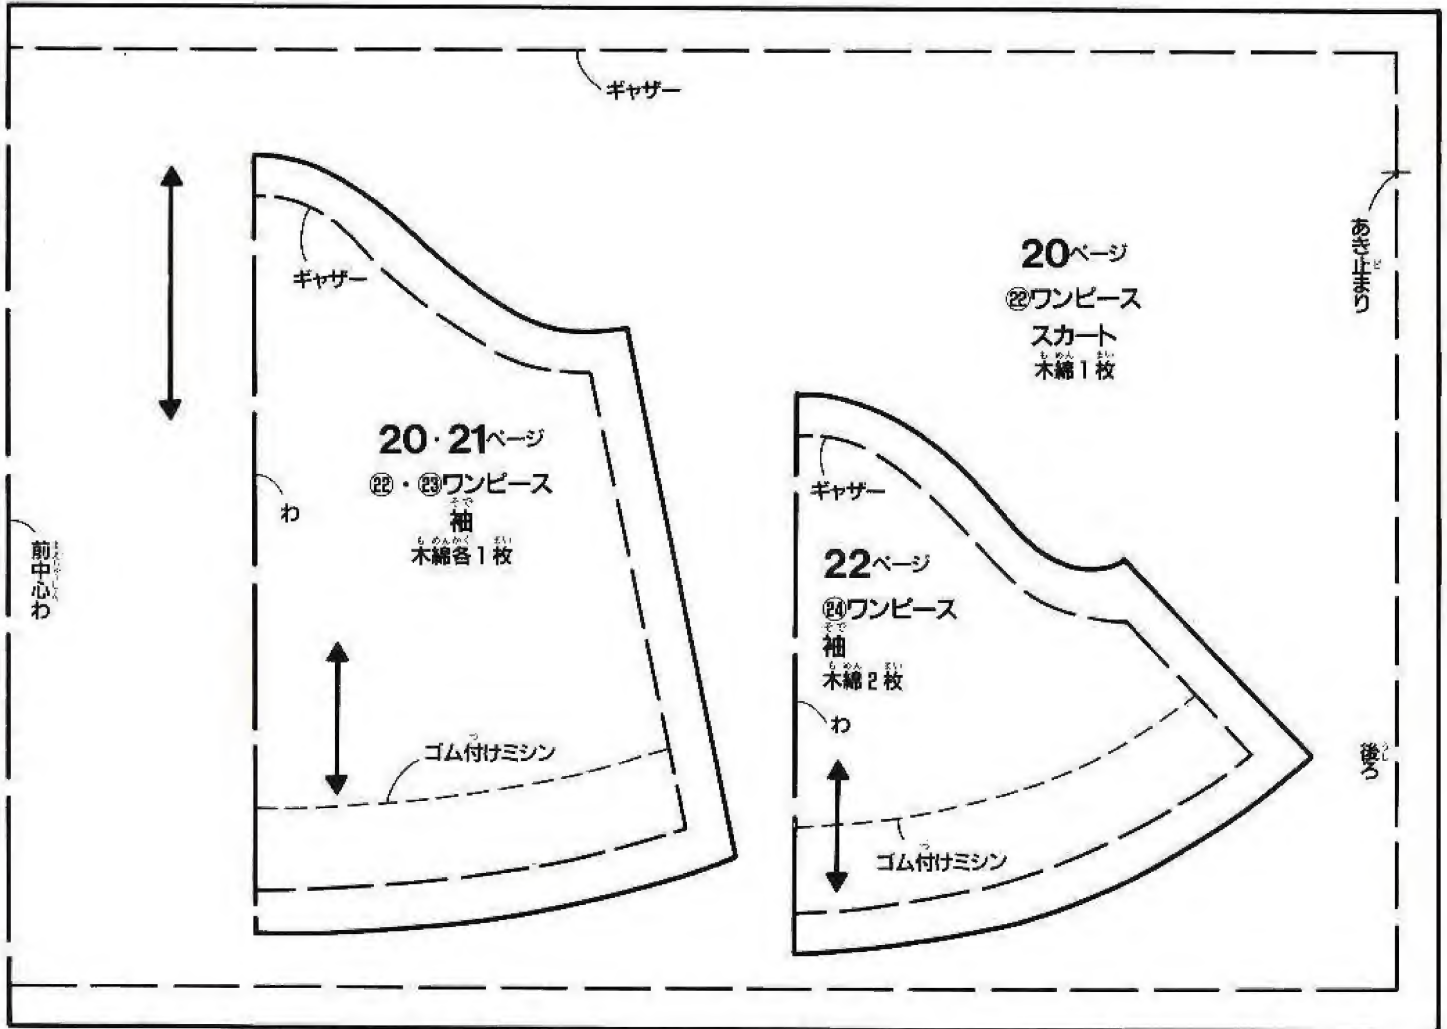 ギャザー
あき止まり
20ページ
㉒ワンピース
スカート
木綿1枚
ギャザー
20・21ページ
㉒・㉓ワンピース
袖
木綿各1枚
わ
前中心わ
ゴム付けミシン
ギャザー
22ページ
㉔ワンピース
袖
木綿2枚
わ
ゴム付けミシン
後ろ